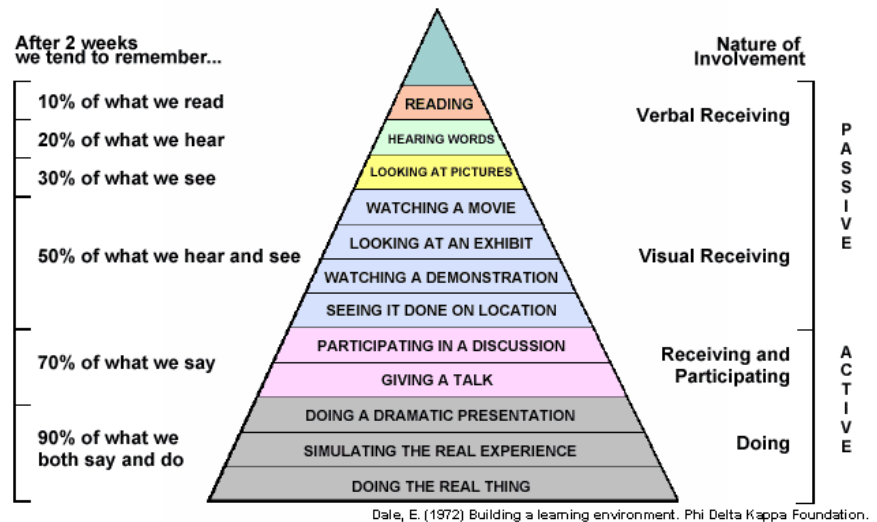 After 2 weeks
we tend to remember...
10% of what we read
20% of what we hear
30% of what we see
50% of what we hear and see
70% of what we say
90% of what we
both say and do
READING
HEARING WORDS
LOOKING AT PICTURES
WATCHING A MOVIE
LOOKING AT AN EXHIBIT
WATCHING A DEMONSTRATION
SEEING IT DONE ON LOCATION
PARTICIPATING IN A DISCUSSION
GIVING A TALK
DOING A DRAMATIC PRESENTATION
SIMULATING THE REAL EXPERIENCE
DOING THE REAL THING
Nature of
Involvement
Verbal Receiving
Visual Receiving
Receiving and
Participating
Doing
PASSIVE
ACTIVE
Dale, E. (1972) Building a learning environment. Phi Delta Kappa Foundation.